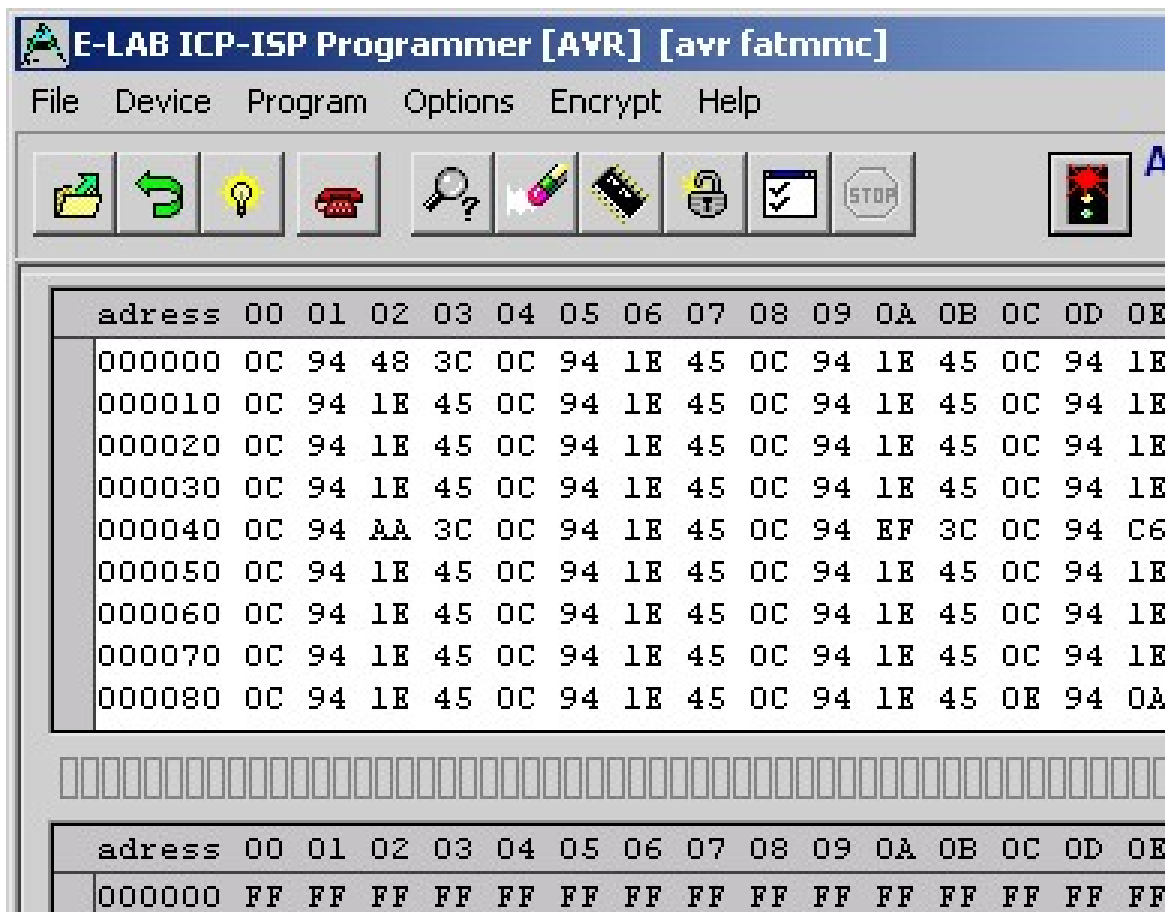 E-LAB ICP-ISP Programmer [AVR] [avr fatmmc]
File Device Program Options Encrypt Help
STOP
A
adress 00 01 02 03 04 05 06 07 08 09 0A 0B 0C 0D 0E
000000 0C 94 48 3C 0C 94 1E 45 0C 94 1E 45 0C 94 1E
000010 0C 94 1E 45 0C 94 1E 45 0C 94 1E 45 0C 94 1E
000020 0C 94 1E 45 0C 94 1E 45 0C 94 1E 45 0C 94 1E
000030 0C 94 1E 45 0C 94 1E 45 0C 94 1E 45 0C 94 1E
000040 0C 94 AA 3C 0C 94 1E 45 0C 94 EF 3C 0C 94 C6
000050 0C 94 1E 45 0C 94 1E 45 0C 94 1E 45 0C 94 1E
000060 0C 94 1E 45 0C 94 1E 45 0C 94 1E 45 0C 94 1E
000070 0C 94 1E 45 0C 94 1E 45 0C 94 1E 45 0C 94 1E
000080 0C 94 1E 45 0C 94 1E 45 0C 94 1E 45 0E 94 0A
adress 00 01 02 03 04 05 06 07 08 09 0A 0B 0C 0D 0E
000000 FF FF FF FF FF FF FF FF FF FF FF FF FF FF FF